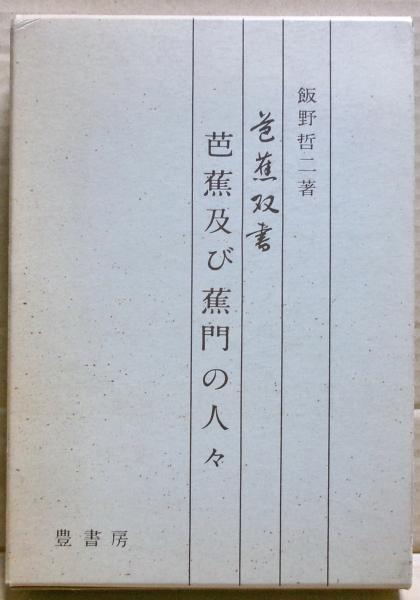 飯野哲二著
芭蕉双書
芭蕉及び蕉門の人々
豊書房